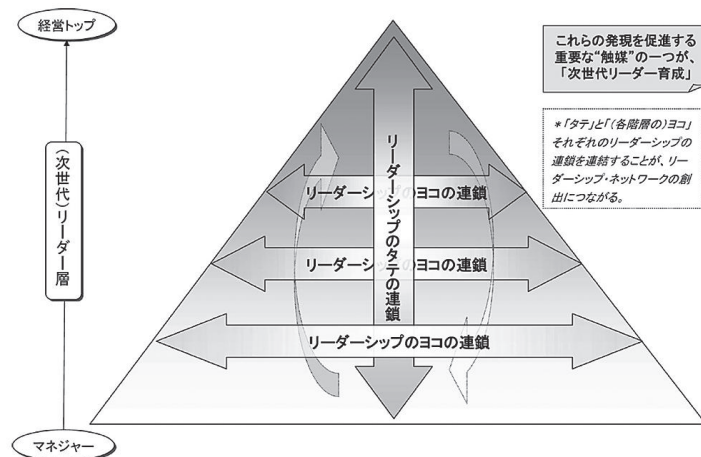 経営トップ
(次世代)リーダー層
マネジャー
リーダーシップのタテの連鎖
リーダーシップのヨコの連鎖
リーダーシップのヨコの連鎖
リーダーシップのヨコの連鎖
これらの発現を促進する
重要な“触媒”の一つが、
「次世代リーダー育成」
*「タテ」と「(各階層の)ヨコ」
それぞれのリーダーシップの
連鎖を連結することが、リー
ダーシップ・ネットワークの創
出につながる。